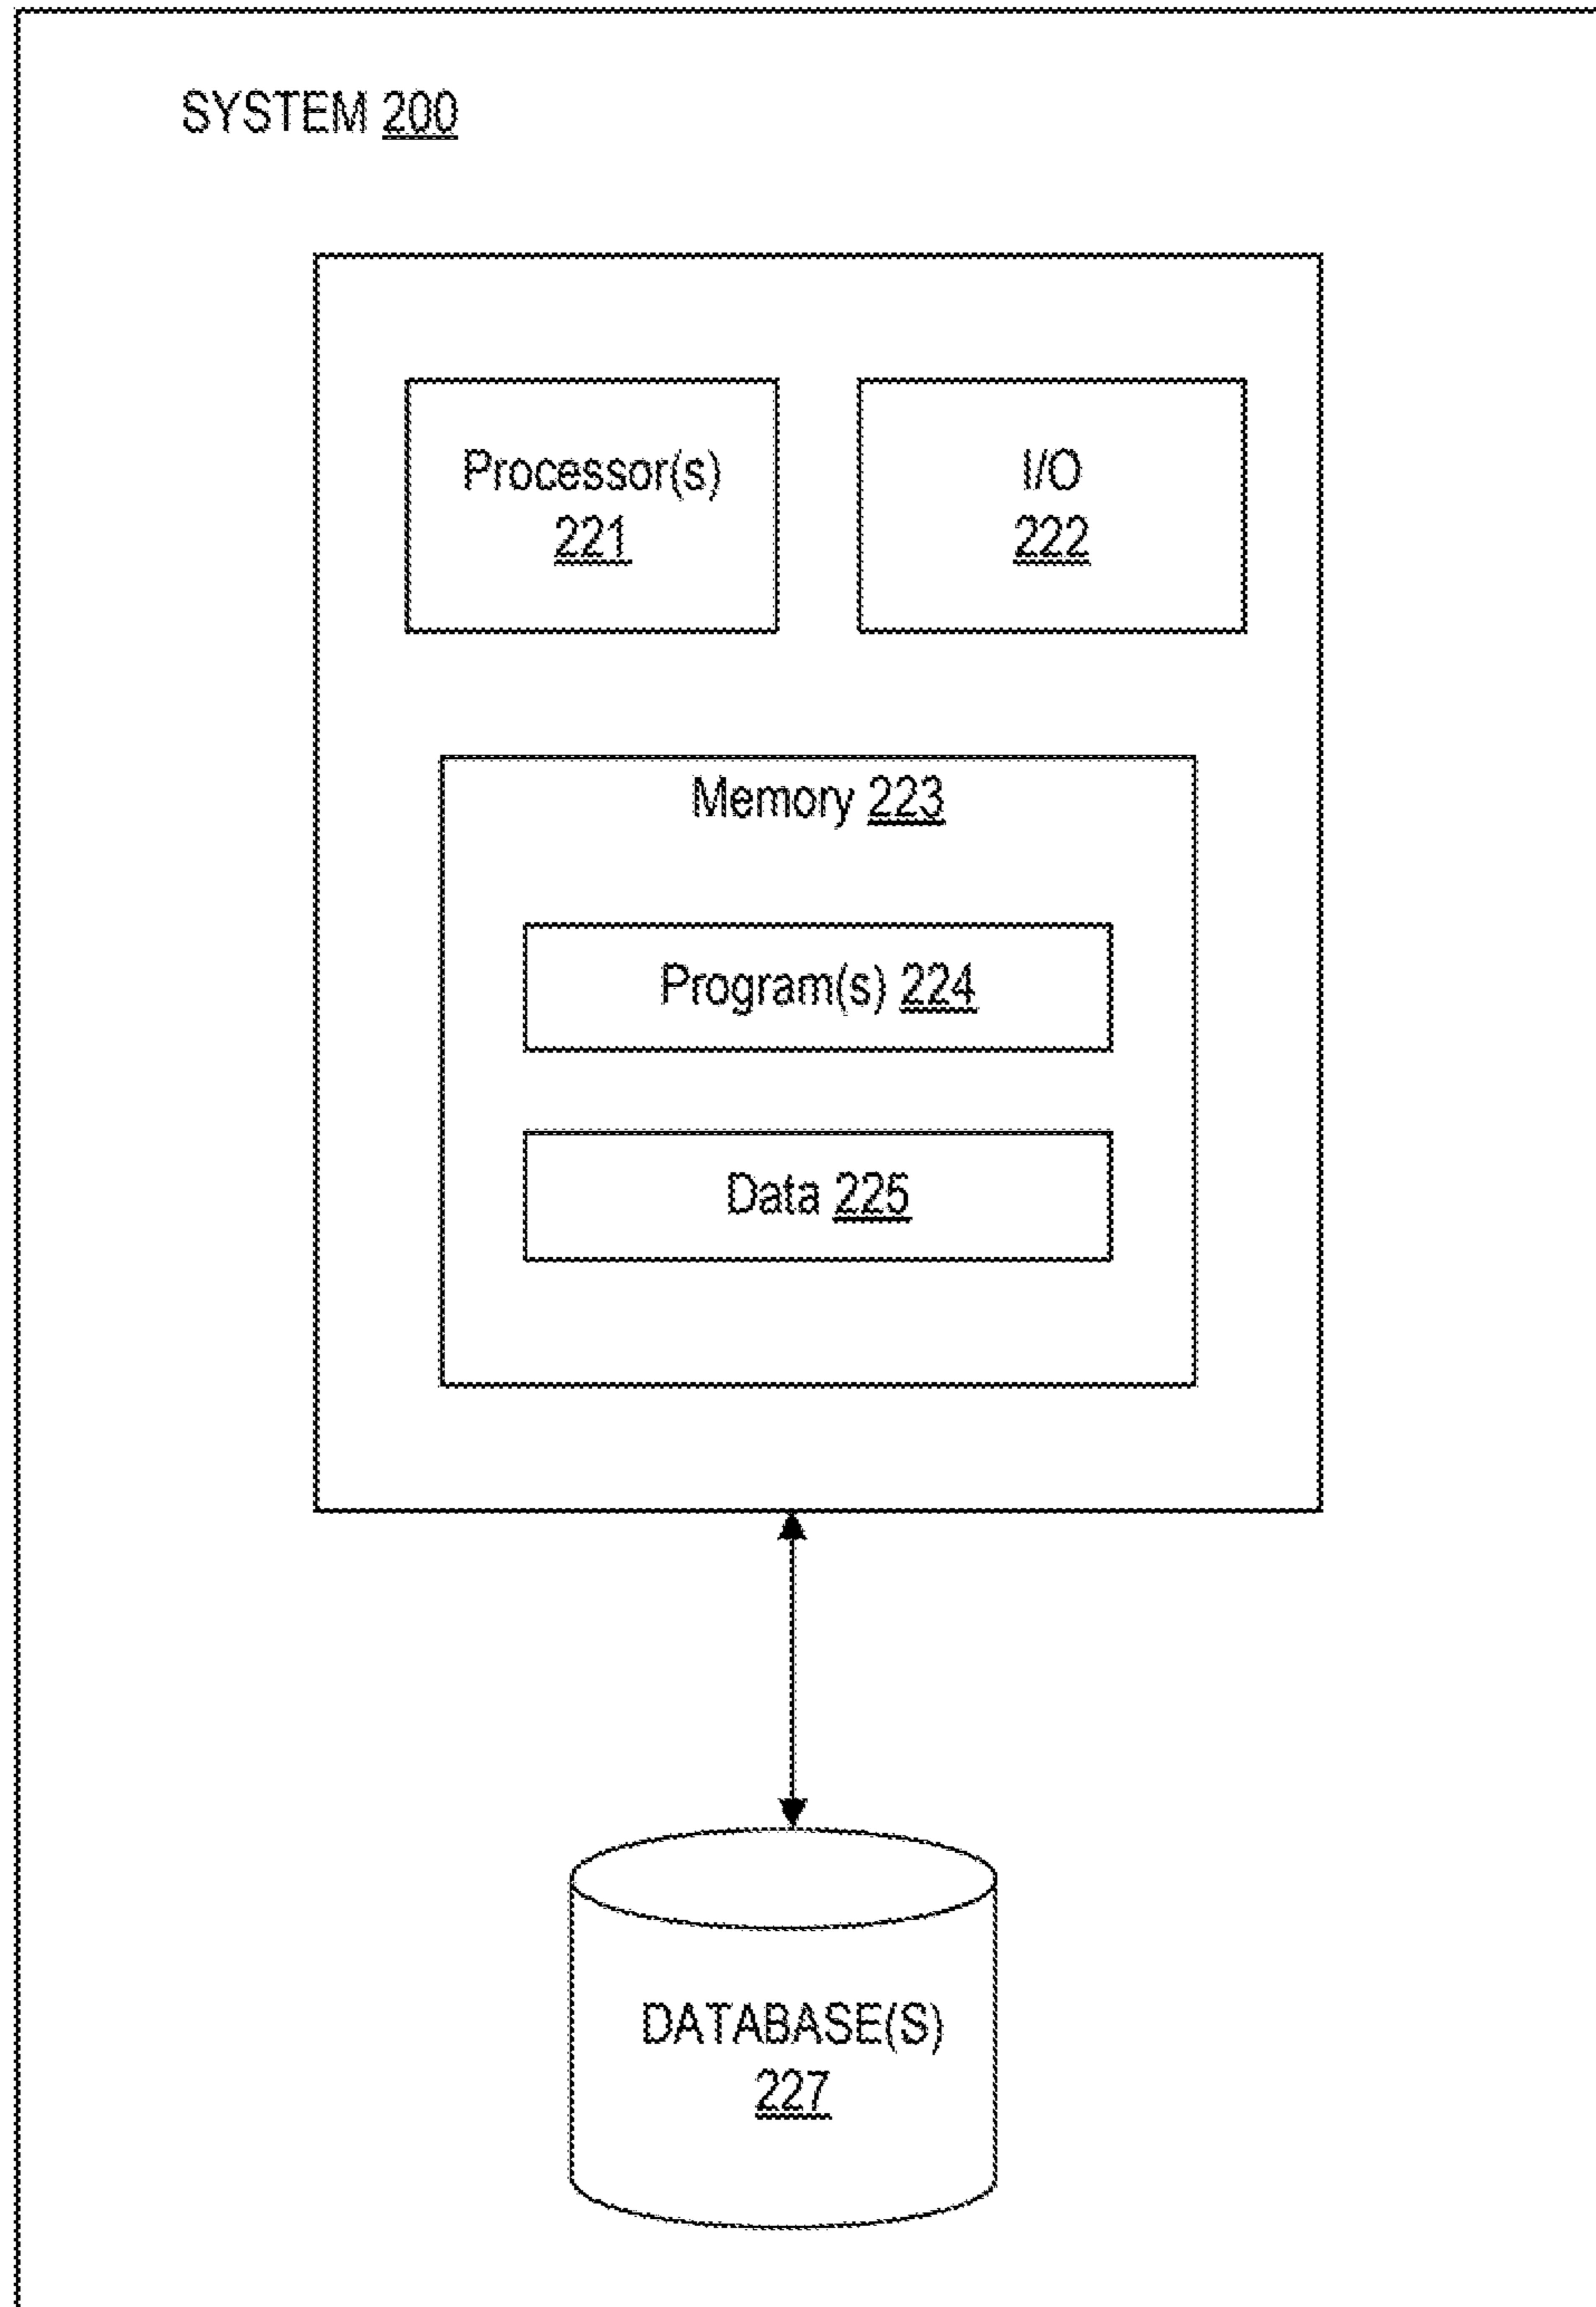 SYSTEM 200
Processor(s)
221
I/O
222
Memory 223
Program(s) 224
Data 225
DATABASE(S)
227